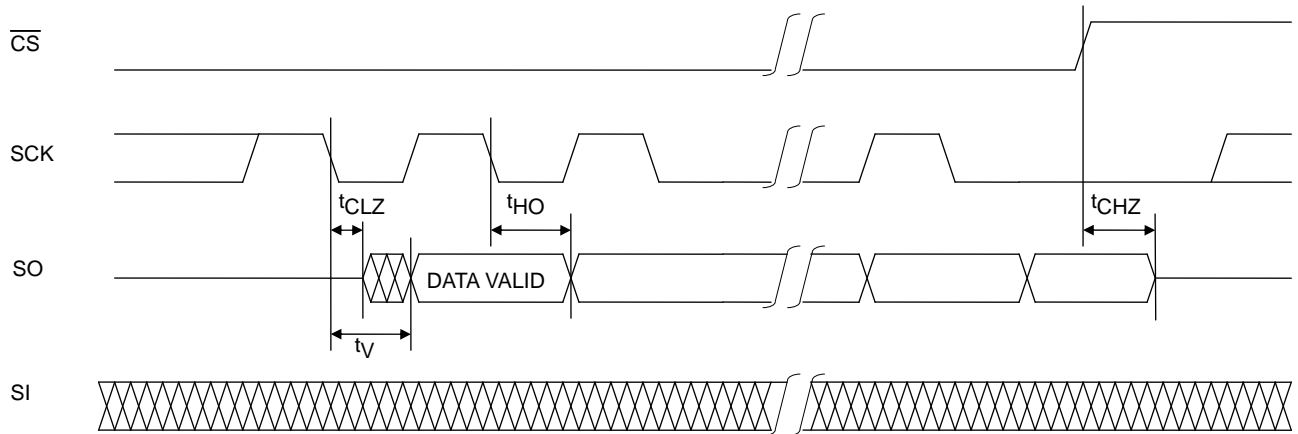 CS
SCK
tCLZ
tHO
tCHZ
SO
DATA VALID
tV
SI